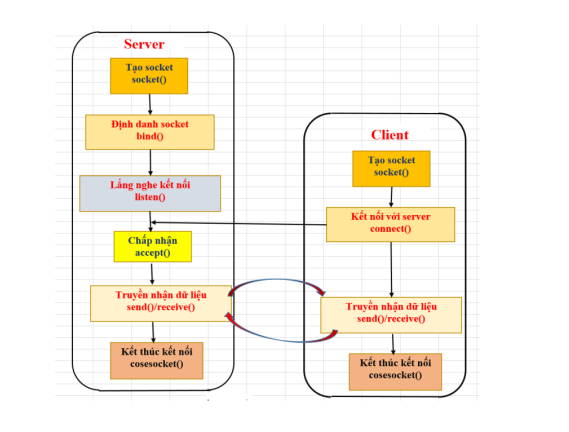 Server
Tạo socket
socket()
Định danh socket
bind()
Lắng nghe kết nối
listen()
Chấp nhận
accept()
Truyền nhận dữ liệu
send()/receive()
Kết thúc kết nối
cosesocket()
Client
Tạo socket
socket()
Kết nối với server
connect()
Truyền nhận dữ liệu
send()/receive()
Kết thúc kết nối
cosesocket()